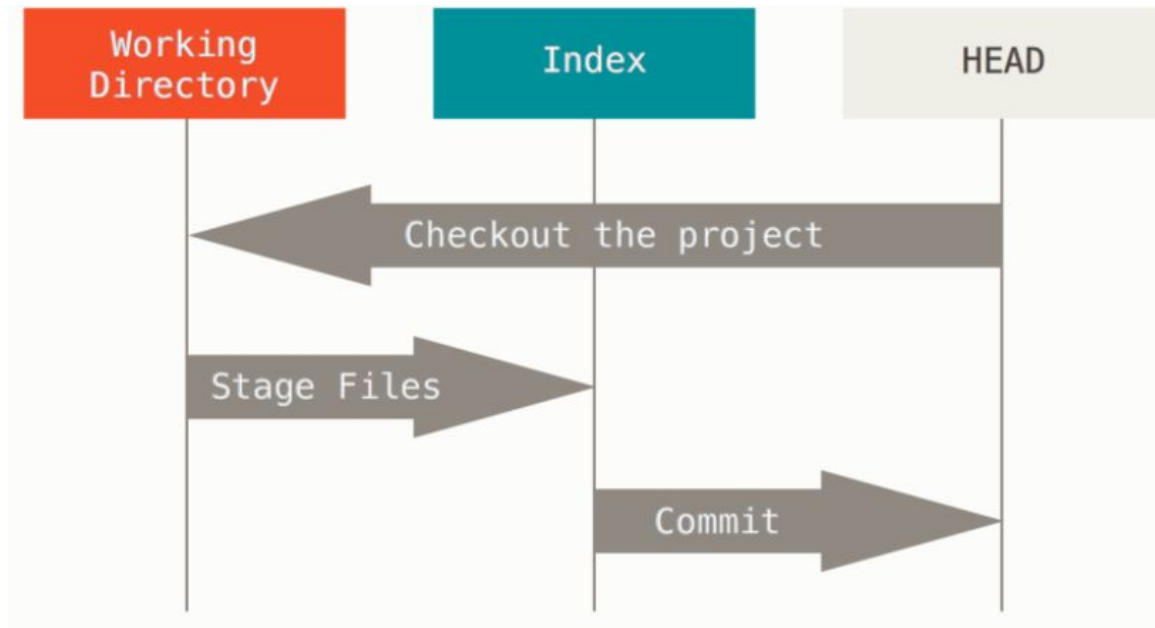 Working
Directory
Index
HEAD
Checkout the project
Stage Files
Commit